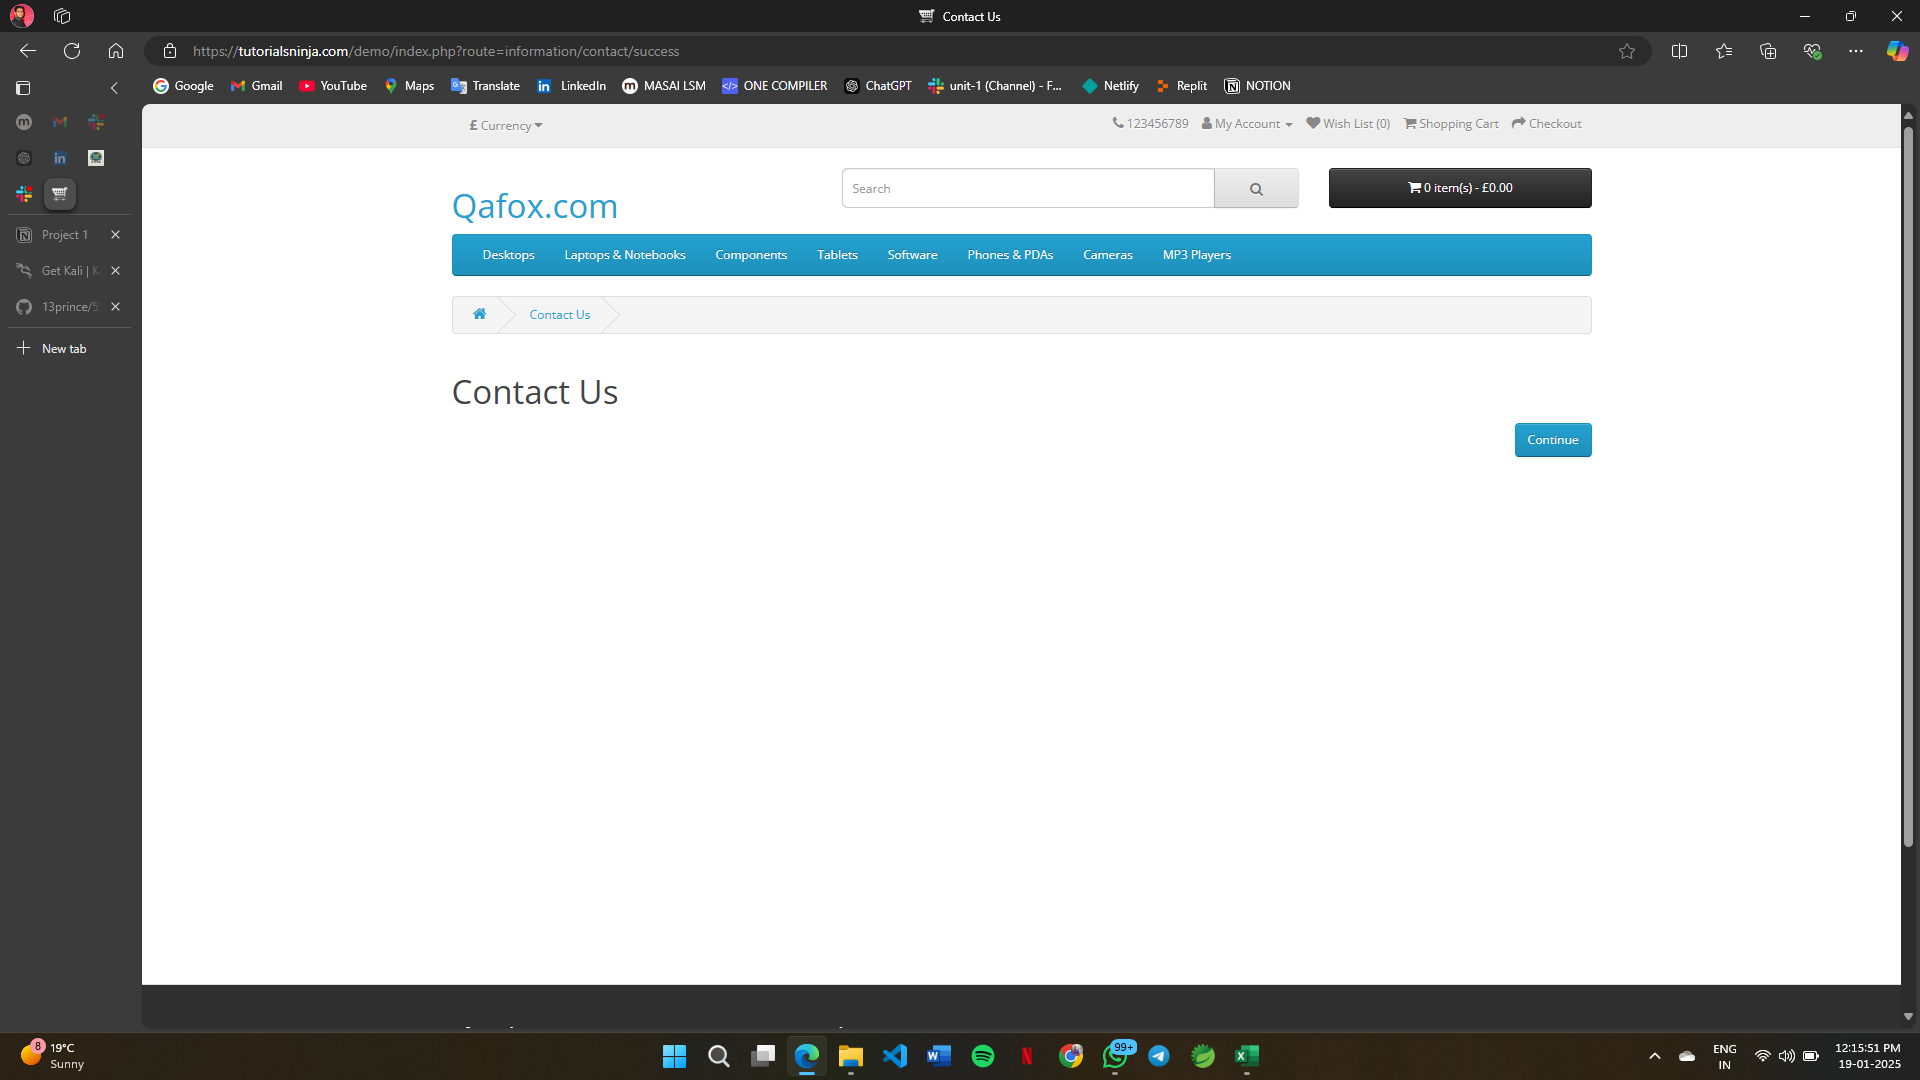 Contact Us
https://tutorialsninja.com/demo/index.php?route=information/contact/success
Google
Gmail
YouTube
Maps
Translate
LinkedIn
MASAI LSM
ONE COMPILER
ChatGPT
unit-1 (Channel) - F...
Netlify
Replit
NOTION
Project 1
Get Kali |
13prince/5
New tab
£ Currency
123456789
My Account
Wish List (0)
Shopping Cart
Checkout
Qafox.com
Search
0 item(s) - £0.00
Desktops
Laptops & Notebooks
Components
Tablets
Software
Phones & PDAs
Cameras
MP3 Players
Contact Us
Contact Us
Continue
8
19°C
Sunny
99+
ENG
IN
12:15:51 PM
19-01-2025